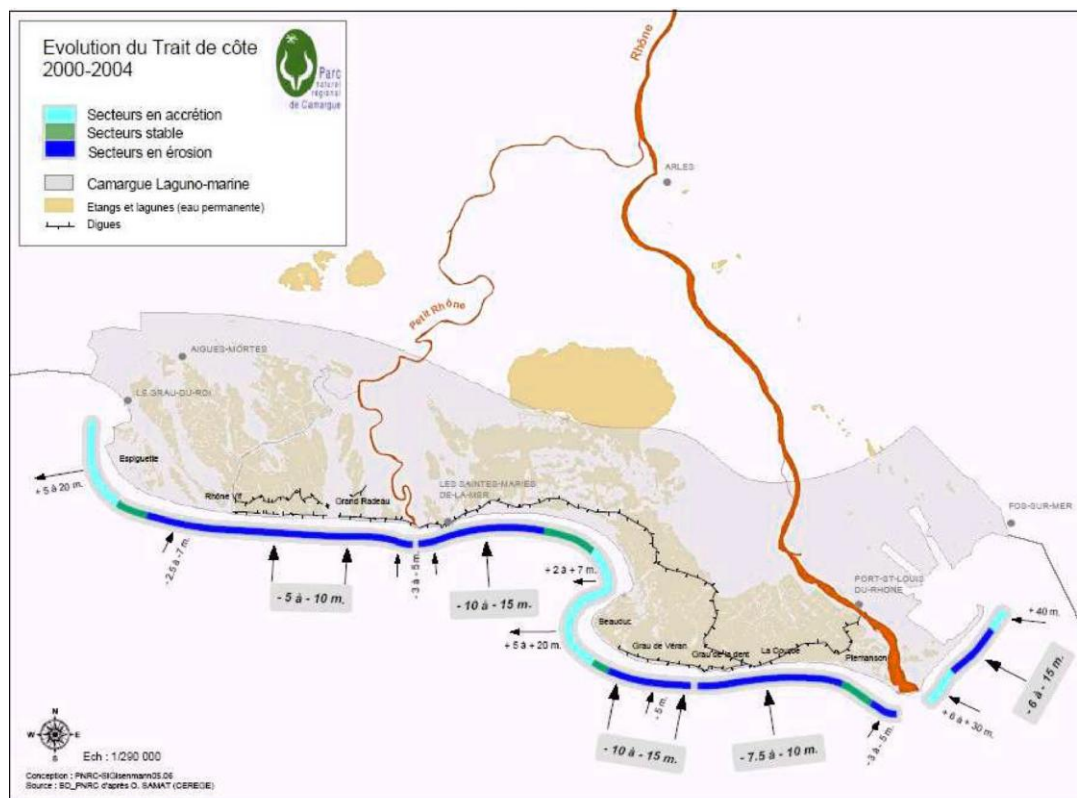 Evolution du Trait de côte
2000-2004
Parc
naturel
régional
de Camargue
Secteurs en accrétion
Secteurs stable
Secteurs en érosion
Camargue Laguno-marine
Etangs et lagunes (eau permanente)
Digues
Rhône
ARLES
Petit Rhône
AIGUES-MORTES
LE GRAU-DU-ROI
Espiguette
+ 5 à 20 m.
Rhône Vif
Grand Radeau
LES SAINTES-MARIES
DE-LA-MER
FOS-SUR-MER
- 2.5 à -7 m.
- 5 à - 10 m.
- 3 à - 5 m.
- 10 à - 15 m.
+ 2 à + 7 m.
+ 5 à + 20 m.
Beauduc
Grau de Véran
Grau de la dent
La Courbe
PORT-ST-LOUIS
DU-RHONE
Piemanson
+ 40 m.
- 6 à - 15 m.
+ 6 à + 30 m.
- 5 m.
- 10 à - 15 m.
- 7.5 à - 10 m.
- 3 à - 5 m.
N
W
E
S
Ech : 1/290 000
Conception : PNRC-SIGlsenmann05.06
Source : BD_PNRC d'après O. SAMAT (CEREGE)